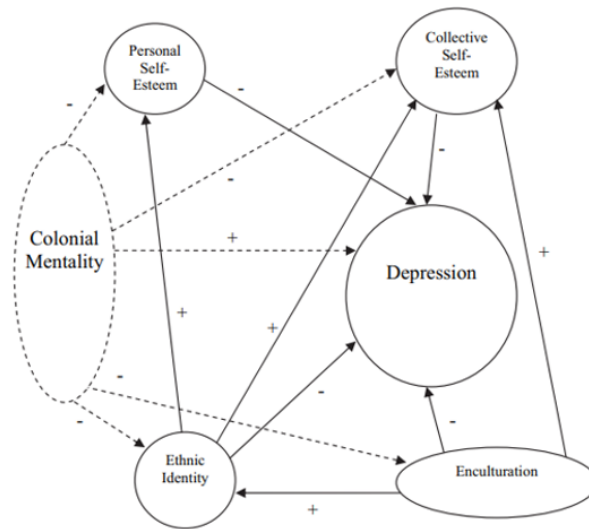 Personal
Self-
Esteem
Collective
Self-
Esteem
-
-
-
-
Colonial
Mentality
+
Depression
+
+
+
-
-
-
-
Ethnic
Identity
Enculturation
+